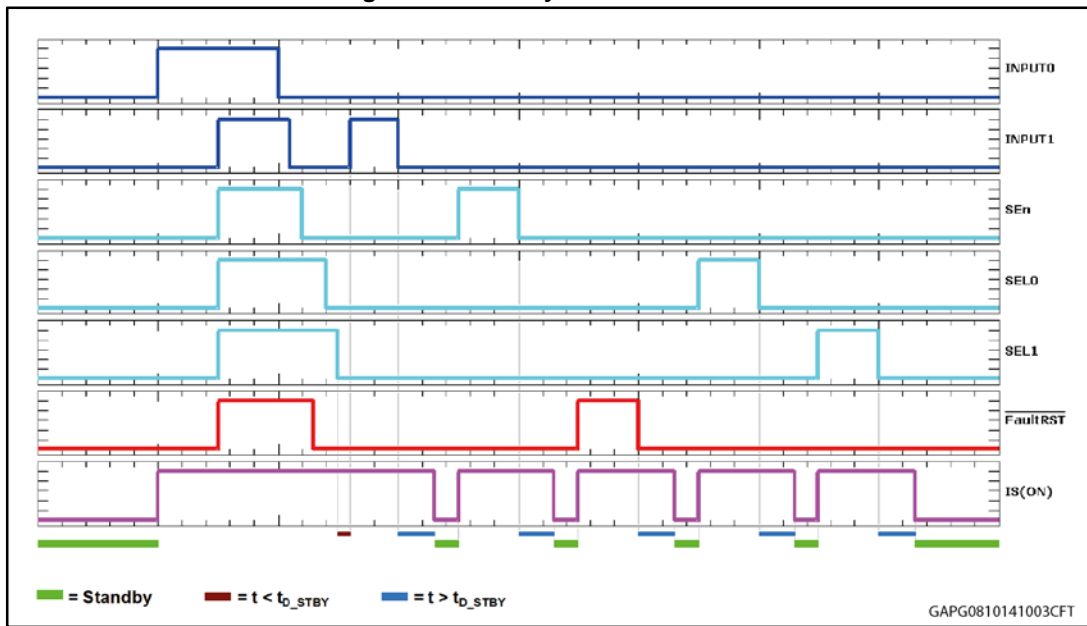 INPUT0
INPUT1
SEn
SEL0
SEL1
FaultRST
IS(ON)
= Standby = t < tD_STBY = t > tD_STBY
GAPG0810141003CFT